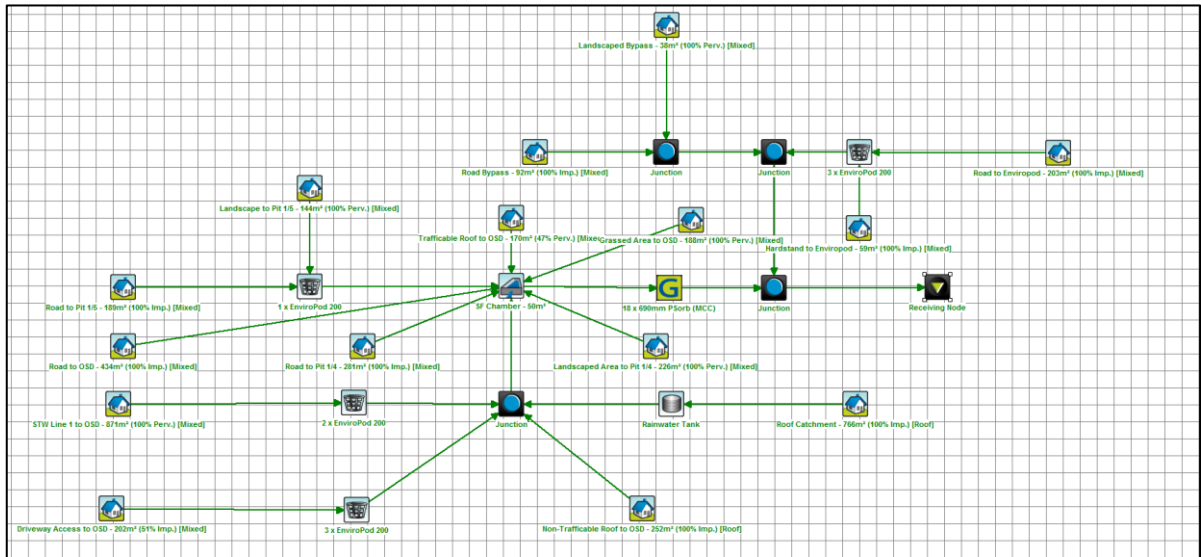 Landscaped Bypass - 38m² (100% Perv.) [Mixed]
Road Bypass - 92m² (100% Imp.) [Mixed]
Junction
Junction
3 x EnviroPod 200
Road to Enviropod - 203m² (100% Imp.) [Mixed]
Landscape to Pit 1/5 - 144m² (100% Perv.) [Mixed]
Trafficable Roof to OSD - 170m² (47% Perv.) [Mixed]
Grassed Area to OSD - 188m² (100% Perv.) [Mixed]
Hardstand to Enviropod - 59m² (100% Imp.) [Mixed]
Road to Pit 1/5 - 189m² (100% Imp.) [Mixed]
1 x EnviroPod 200
SF Chamber - 50m²
G
18 x 690mm PSorb (MCC)
Junction
Receiving Node
Road to OSD - 434m² (100% Imp.) [Mixed]
Road to Pit 1/4 - 281m² (100% Imp.) [Mixed]
Landscaped Area to Pit 1/4 - 226m² (100% Perv.) [Mixed]
STW Line 1 to OSD - 871m² (100% Perv.) [Mixed]
2 x EnviroPod 200
Junction
Rainwater Tank
Roof Catchment - 766m² (100% Imp.) [Roof]
Driveway Access to OSD - 202m² (51% Imp.) [Mixed]
3 x EnviroPod 200
Non-Trafficable Roof to OSD - 252m² (100% Imp.) [Roof]